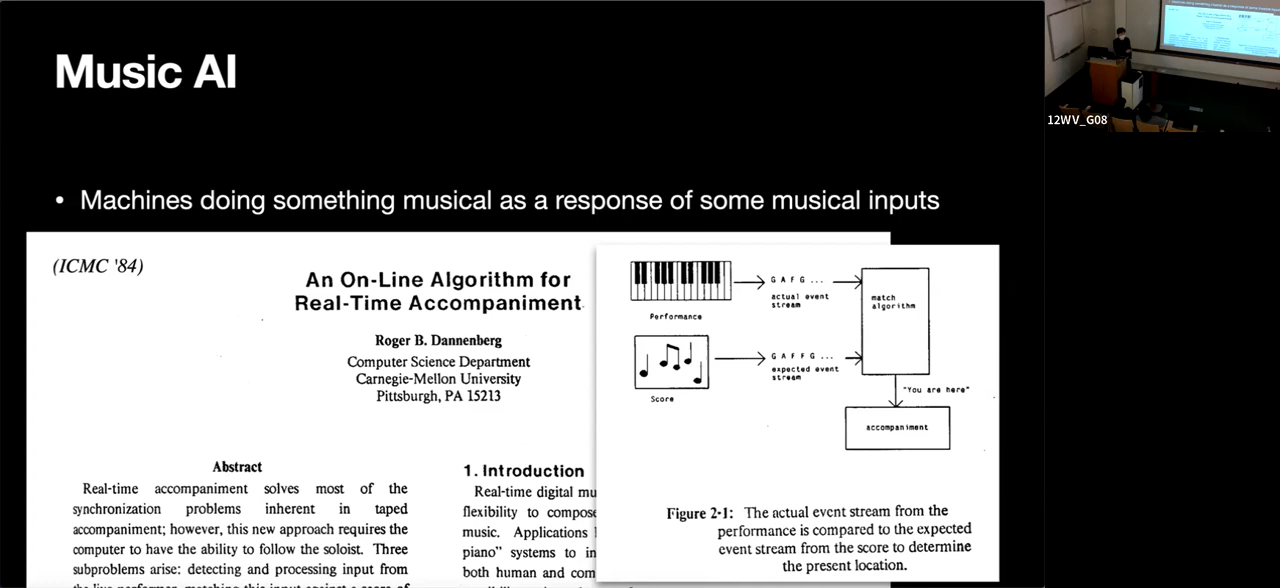 Music AI
• Machines doing something musical as a response of some musical inputs
(ICMC '84)
An On-Line Algorithm for
Real-Time Accompaniment
Roger B. Dannenberg
Computer Science Department
Carnegie-Mellon University
Pittsburgh, PA 15213
Abstract
Real-time accompaniment solves most of the
synchronization problems inherent in taped
accompaniment; however, this new approach requires the
computer to have the ability to follow the soloist. Three
subproblems arise: detecting and processing input from
1. Introduction
Real-time digital mu
flexibility to compose
music. Applications
piano" systems to in
both human and com
Performance
G A F G ...
actual event
stream
match
algorithm
Score
G A F F G ...
expected event
stream
"You are here"
accompaniment
Figure 2-1: The actual event stream from the
performance is compared to the expected
event stream from the score to determine
the present location.
12WV_G08